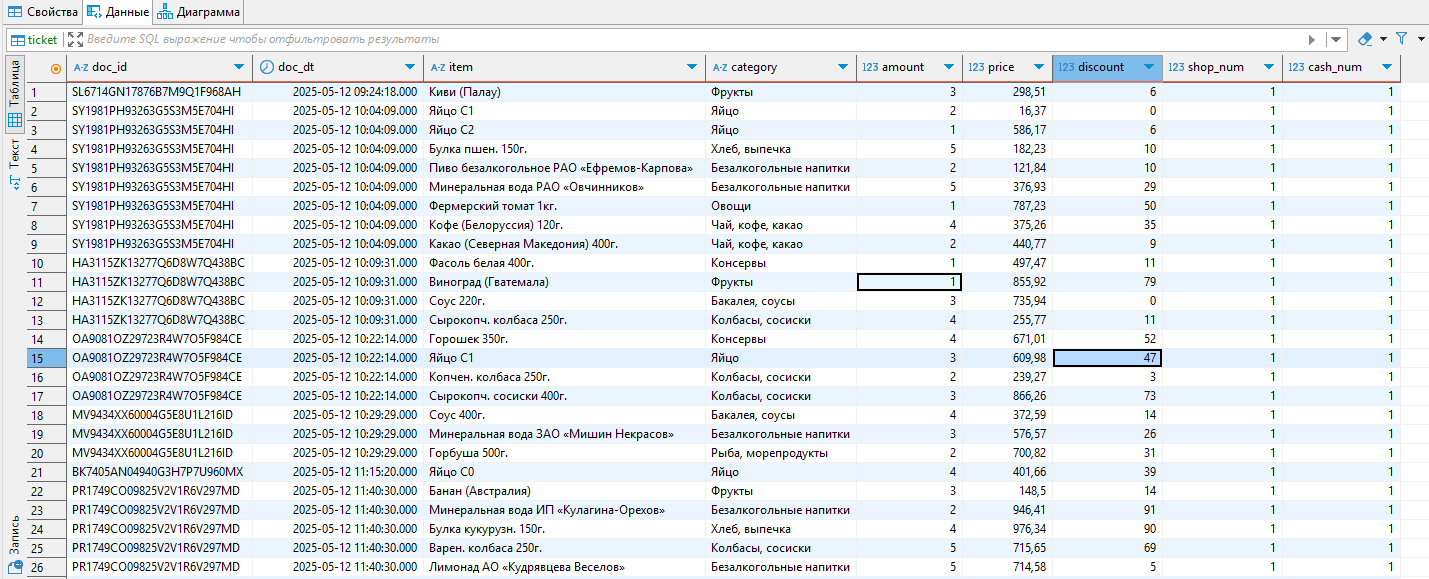 Свойства Данные Диаграмма
ticket Введите SQL выражение чтобы отфильтровать результаты
Таблица
Текст
Запись
A-Z doc_id doc_dt A-Z item A-Z category 123 amount 123 price 123 discount 123 shop_num 123 cash_num
1 SL6714GN17876B7M9Q1F968AH 2025-05-12 09:24:18.000 Киви (Палау) Фрукты 3 298,51 6 1 1
2 SY1981PH93263G5S3M5E704HI 2025-05-12 10:04:09.000 Яйцо С1 Яйцо 2 16,37 0 1 1
3 SY1981PH93263G5S3M5E704HI 2025-05-12 10:04:09.000 Яйцо С2 Яйцо 1 586,17 6 1 1
4 SY1981PH93263G5S3M5E704HI 2025-05-12 10:04:09.000 Булка пшен. 150г. Хлеб, выпечка 5 182,23 10 1 1
5 SY1981PH93263G5S3M5E704HI 2025-05-12 10:04:09.000 Пиво безалкогольное РАО «Ефремов-Карпова» Безалкогольные напитки 2 121,84 10 1 1
6 SY1981PH93263G5S3M5E704HI 2025-05-12 10:04:09.000 Минеральная вода РАО «Овчинников» Безалкогольные напитки 5 376,93 29 1 1
7 SY1981PH93263G5S3M5E704HI 2025-05-12 10:04:09.000 Фермерский томат 1кг. Овощи 1 787,23 50 1 1
8 SY1981PH93263G5S3M5E704HI 2025-05-12 10:04:09.000 Кофе (Белоруссия) 120г. Чай, кофе, какао 4 375,26 35 1 1
9 SY1981PH93263G5S3M5E704HI 2025-05-12 10:04:09.000 Какао (Северная Македония) 400г. Чай, кофе, какао 2 440,77 9 1 1
10 HA3115ZK13277Q6D8W7Q438BC 2025-05-12 10:09:31.000 Фасоль белая 400г. Консервы 1 497,47 11 1 1
11 HA3115ZK13277Q6D8W7Q438BC 2025-05-12 10:09:31.000 Виноград (Гватемала) Фрукты 1 855,92 79 1 1
12 HA3115ZK13277Q6D8W7Q438BC 2025-05-12 10:09:31.000 Соус 220г. Бакалея, соусы 3 735,94 0 1 1
13 HA3115ZK13277Q6D8W7Q438BC 2025-05-12 10:09:31.000 Сырокопч. колбаса 250г. Колбасы, сосиски 4 255,77 11 1 1
14 OA9081OZ29723R4W7O5F984CE 2025-05-12 10:22:14.000 Горошек 350г. Консервы 4 671,01 52 1 1
15 OA9081OZ29723R4W7O5F984CE 2025-05-12 10:22:14.000 Яйцо С1 Яйцо 3 609,98 47 1 1
16 OA9081OZ29723R4W7O5F984CE 2025-05-12 10:22:14.000 Копчен. колбаса 250г. Колбасы, сосиски 2 239,27 3 1 1
17 OA9081OZ29723R4W7O5F984CE 2025-05-12 10:22:14.000 Сырокопч. сосиски 400г. Колбасы, сосиски 4 866,26 73 1 1
18 MV9434XX60004G5E8U1L216ID 2025-05-12 10:29:29.000 Соус 400г. Бакалея, соусы 4 372,59 14 1 1
19 MV9434XX60004G5E8U1L216ID 2025-05-12 10:29:29.000 Минеральная вода ЗАО «Мишин Некрасов» Безалкогольные напитки 3 576,57 26 1 1
20 MV9434XX60004G5E8U1L216ID 2025-05-12 10:29:29.000 Горбуша 500г. Рыба, морепродукты 2 700,82 31 1 1
21 BK7405AN04940G3H7P7U960MX 2025-05-12 11:15:20.000 Яйцо С0 Яйцо 4 401,66 39 1 1
22 PR1749CO09825V2V1R6V297MD 2025-05-12 11:40:30.000 Банан (Австралия) Фрукты 3 148,5 14 1 1
23 PR1749CO09825V2V1R6V297MD 2025-05-12 11:40:30.000 Минеральная вода ИП «Кулагина-Орехов» Безалкогольные напитки 2 946,41 91 1 1
24 PR1749CO09825V2V1R6V297MD 2025-05-12 11:40:30.000 Булка кукурузн. 150г. Хлеб, выпечка 4 976,34 90 1 1
25 PR1749CO09825V2V1R6V297MD 2025-05-12 11:40:30.000 Варен. колбаса 250г. Колбасы, сосиски 5 715,65 69 1 1
26 PR1749CO09825V2V1R6V297MD 2025-05-12 11:40:30.000 Лимонад АО «Кудрявцева Веселов» Безалкогольные напитки 5 714,58 5 1 1